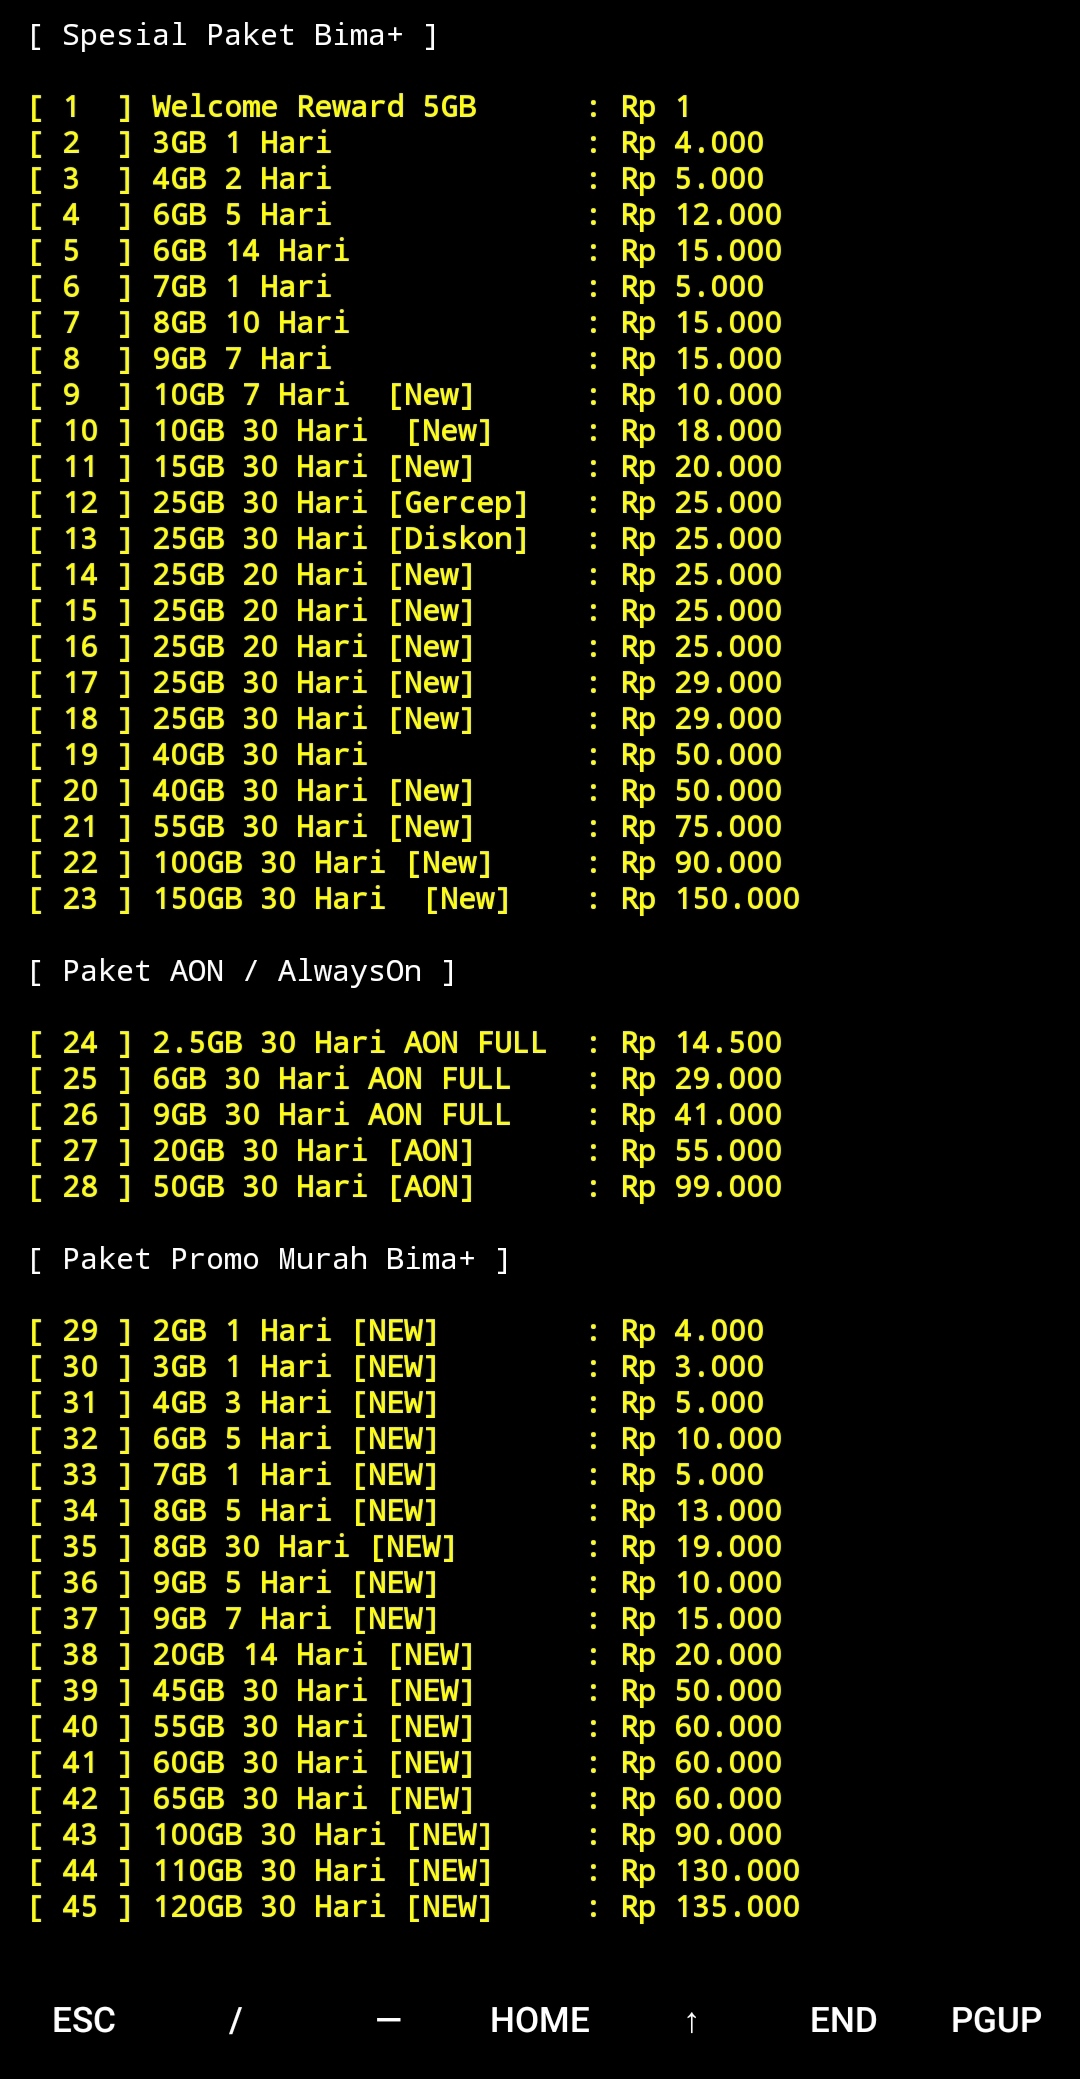 [ Spesial Paket Bima+ ]
[ 1  ] Welcome Reward 5GB      : Rp 1
[ 2  ] 3GB 1 Hari              : Rp 4.000
[ 3  ] 4GB 2 Hari              : Rp 5.000
[ 4  ] 6GB 5 Hari              : Rp 12.000
[ 5  ] 6GB 14 Hari             : Rp 15.000
[ 6  ] 7GB 1 Hari              : Rp 5.000
[ 7  ] 8GB 10 Hari             : Rp 15.000
[ 8  ] 9GB 7 Hari              : Rp 15.000
[ 9  ] 10GB 7 Hari  [New]      : Rp 10.000
[ 10 ] 10GB 30 Hari  [New]     : Rp 18.000
[ 11 ] 15GB 30 Hari [New]      : Rp 20.000
[ 12 ] 25GB 30 Hari [Gercep]   : Rp 25.000
[ 13 ] 25GB 30 Hari [Diskon]   : Rp 25.000
[ 14 ] 25GB 20 Hari [New]      : Rp 25.000
[ 15 ] 25GB 20 Hari [New]      : Rp 25.000
[ 16 ] 25GB 20 Hari [New]      : Rp 25.000
[ 17 ] 25GB 30 Hari [New]      : Rp 29.000
[ 18 ] 25GB 30 Hari [New]      : Rp 29.000
[ 19 ] 40GB 30 Hari            : Rp 50.000
[ 20 ] 40GB 30 Hari [New]      : Rp 50.000
[ 21 ] 55GB 30 Hari [New]      : Rp 75.000
[ 22 ] 100GB 30 Hari [New]     : Rp 90.000
[ 23 ] 150GB 30 Hari  [New]    : Rp 150.000
[ Paket AON / AlwaysOn ]
[ 24 ] 2.5GB 30 Hari AON FULL  : Rp 14.500
[ 25 ] 6GB 30 Hari AON FULL    : Rp 29.000
[ 26 ] 9GB 30 Hari AON FULL    : Rp 41.000
[ 27 ] 20GB 30 Hari [AON]      : Rp 55.000
[ 28 ] 50GB 30 Hari [AON]      : Rp 99.000
[ Paket Promo Murah Bima+ ]
[ 29 ] 2GB 1 Hari [NEW]        : Rp 4.000
[ 30 ] 3GB 1 Hari [NEW]        : Rp 3.000
[ 31 ] 4GB 3 Hari [NEW]        : Rp 5.000
[ 32 ] 6GB 5 Hari [NEW]        : Rp 10.000
[ 33 ] 7GB 1 Hari [NEW]        : Rp 5.000
[ 34 ] 8GB 5 Hari [NEW]        : Rp 13.000
[ 35 ] 8GB 30 Hari [NEW]       : Rp 19.000
[ 36 ] 9GB 5 Hari [NEW]        : Rp 10.000
[ 37 ] 9GB 7 Hari [NEW]        : Rp 15.000
[ 38 ] 20GB 14 Hari [NEW]      : Rp 20.000
[ 39 ] 45GB 30 Hari [NEW]      : Rp 50.000
[ 40 ] 55GB 30 Hari [NEW]      : Rp 60.000
[ 41 ] 60GB 30 Hari [NEW]      : Rp 60.000
[ 42 ] 65GB 30 Hari [NEW]      : Rp 60.000
[ 43 ] 100GB 30 Hari [NEW]     : Rp 90.000
[ 44 ] 110GB 30 Hari [NEW]     : Rp 130.000
[ 45 ] 120GB 30 Hari [NEW]     : Rp 135.000
ESC / — HOME ↑ END PGUP